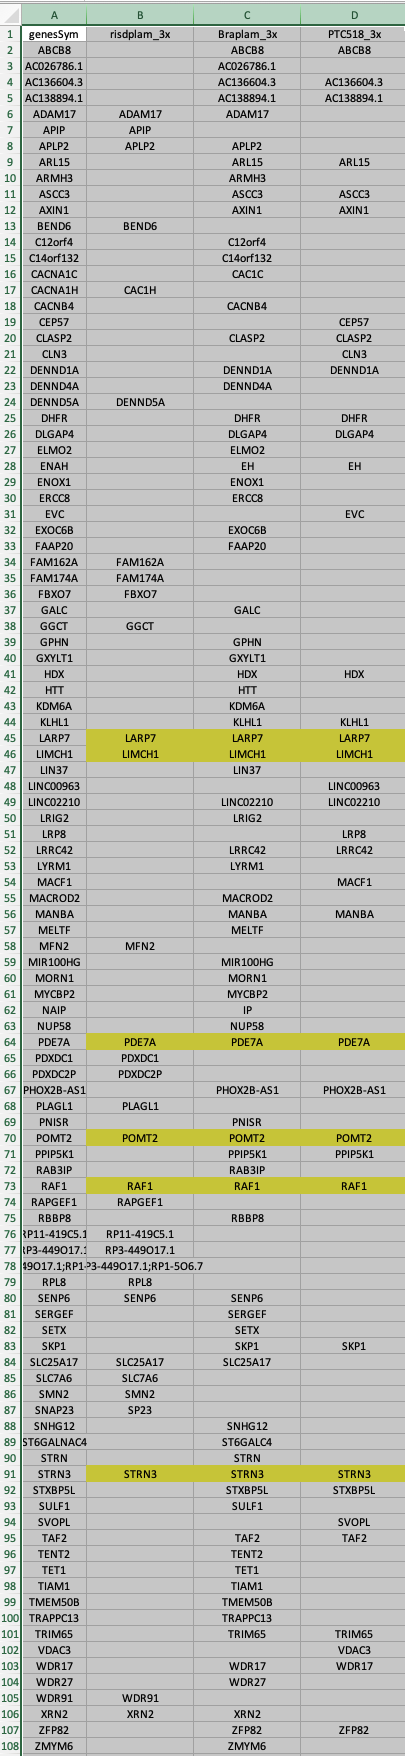 A B C D
1 genesSym risdplam_3x Braplam_3x PTC518_3x
2 ABCB8 ABCB8 ABCB8
3 AC026786.1 AC026786.1
4 AC136604.3 AC136604.3 AC136604.3
5 AC138894.1 AC138894.1 AC138894.1
6 ADAM17 ADAM17 ADAM17
7 APIP APIP
8 APLP2 APLP2 APLP2
9 ARL15 ARL15 ARL15
10 ARMH3 ARMH3
11 ASCC3 ASCC3 ASCC3
12 AXIN1 AXIN1 AXIN1
13 BEND6 BEND6
14 C12orf4 C12orf4
15 C14orf132 C14orf132
16 CACNA1C CAC1C
17 CACNA1H CAC1H
18 CACNB4 CACNB4
19 CEP57 CEP57
20 CLASP2 CLASP2 CLASP2
21 CLN3 CLN3
22 DENND1A DENND1A DENND1A
23 DENND4A DENND4A
24 DENND5A DENND5A
25 DHFR DHFR DHFR
26 DLGAP4 DLGAP4 DLGAP4
27 ELMO2 ELMO2
28 ENAH EH EH
29 ENOX1 ENOX1
30 ERCC8 ERCC8
31 EVC EVC
32 EXOC6B EXOC6B
33 FAAP20 FAAP20
34 FAM162A FAM162A
35 FAM174A FAM174A
36 FBXO7 FBXO7
37 GALC GALC
38 GGCT GGCT
39 GPHN GPHN
40 GXYLT1 GXYLT1
41 HDX HDX HDX
42 HTT HTT
43 KDM6A KDM6A
44 KLHL1 KLHL1 KLHL1
45 LARP7 LARP7 LARP7 LARP7
46 LIMCH1 LIMCH1 LIMCH1 LIMCH1
47 LIN37 LIN37
48 LINC00963 LINC00963
49 LINC02210 LINC02210 LINC02210
50 LRIG2 LRIG2
51 LRP8 LRP8
52 LRRC42 LRRC42 LRRC42
53 LYRM1 LYRM1
54 MACF1 MACF1
55 MACROD2 MACROD2
56 MANBA MANBA MANBA
57 MELTF MELTF
58 MFN2 MFN2
59 MIR100HG MIR100HG
60 MORN1 MORN1
61 MYCBP2 MYCBP2
62 NAIP IP
63 NUP58 NUP58
64 PDE7A PDE7A PDE7A PDE7A
65 PDXDC1 PDXDC1
66 PDXDC2P PDXDC2P
67 PHOX2B-AS1 PHOX2B-AS1 PHOX2B-AS1
68 PLAGL1 PLAGL1
69 PNISR PNISR
70 POMT2 POMT2 POMT2 POMT2
71 PPIP5K1 PPIP5K1 PPIP5K1
72 RAB3IP RAB3IP
73 RAF1 RAF1 RAF1 RAF1
74 RAPGEF1 RAPGEF1
75 RBBP8 RBBP8
76 RP11-419C5.1 RP11-419C5.1
77 RP3-449O17.1 RP3-449O17.1
78 49O17.1;RP1- P3-449O17.1;RP1-5O6.7
79 RPL8 RPL8
80 SENP6 SENP6 SENP6
81 SERGEF SERGEF
82 SETX SETX
83 SKP1 SKP1 SKP1
84 SLC25A17 SLC25A17 SLC25A17
85 SLC7A6 SLC7A6
86 SMN2 SMN2
87 SNAP23 SP23
88 SNHG12 SNHG12
89 ST6GALNAC4 ST6GALC4
90 STRN STRN
91 STRN3 STRN3 STRN3 STRN3
92 STXBP5L STXBP5L STXBP5L
93 SULF1 SULF1
94 SVOPL SVOPL
95 TAF2 TAF2 TAF2
96 TENT2 TENT2
97 TET1 TET1
98 TIAM1 TIAM1
99 TMEM50B TMEM50B
100 TRAPPC13 TRAPPC13
101 TRIM65 TRIM65 TRIM65
102 VDAC3 VDAC3
103 WDR17 WDR17 WDR17
104 WDR27 WDR27
105 WDR91 WDR91
106 XRN2 XRN2 XRN2
107 ZFP82 ZFP82 ZFP82
108 ZMYM6 ZMYM6